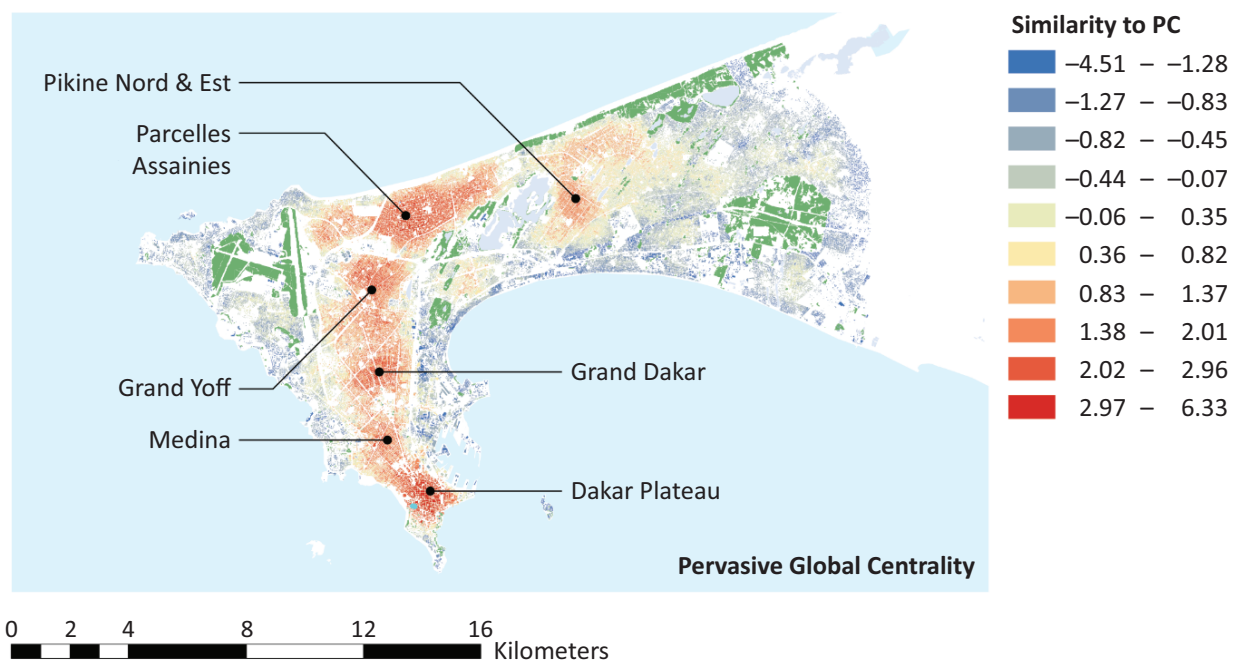 Similarity to PC
–4.51 – –1.28
–1.27 – –0.83
–0.82 – –0.45
–0.44 – –0.07
–0.06 – 0.35
0.36 – 0.82
0.83 – 1.37
1.38 – 2.01
2.02 – 2.96
2.97 – 6.33
Pikine Nord & Est
Parcelles
Assainies
Grand Yoff
Grand Dakar
Medina
Dakar Plateau
Pervasive Global Centrality
0 2 4 8 12 16
Kilometers